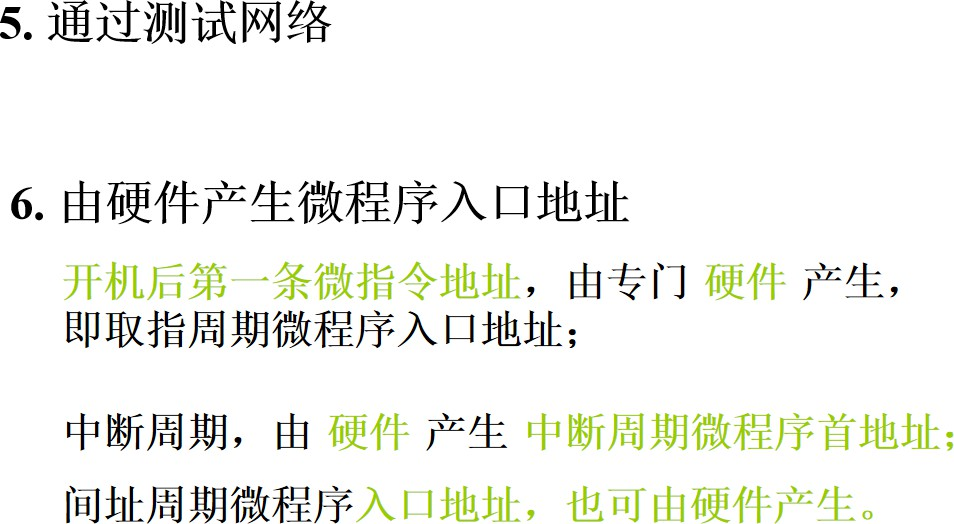 5. 通过测试网络
6. 由硬件产生微程序入口地址
开机后第一条微指令地址，由专门 硬件 产生，
即取指周期微程序入口地址；
中断周期，由 硬件 产生 中断周期微程序首地址；
间址周期微程序入口地址，也可由硬件产生。